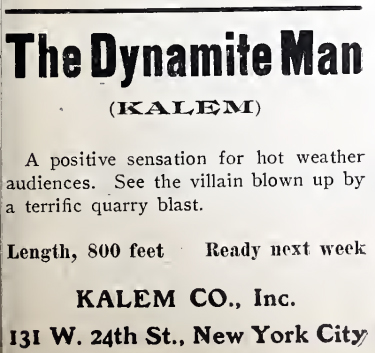 The Dynamite Man
(KALEM)
A positive sensation for hot weather
audiences. See the villain blown up by
a terrific quarry blast.
Length, 800 feet Ready next week
KALEM CO., Inc.
131 W. 24th St., New York City